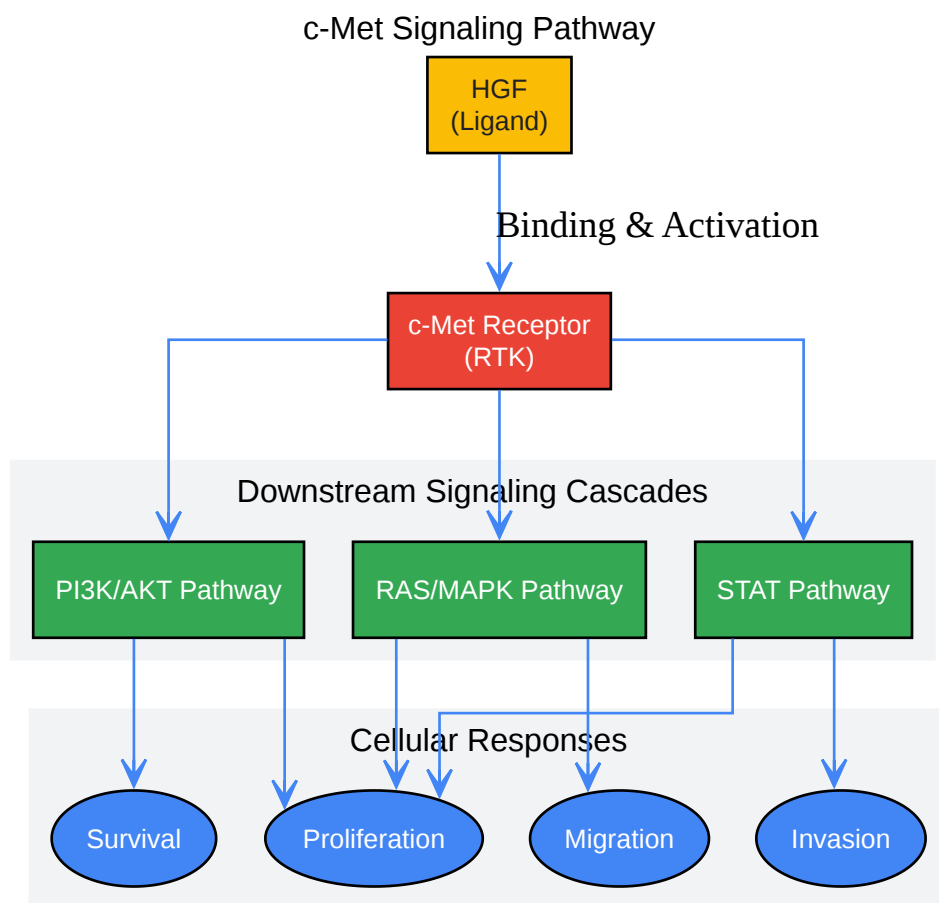 c-Met Signaling Pathway
HGF
(Ligand)
Binding & Activation
c-Met Receptor
(RTK)
Downstream Signaling Cascades
PI3K/AKT Pathway
RAS/MAPK Pathway
STAT Pathway
Cellular Responses
Survival
Proliferation
Migration
Invasion